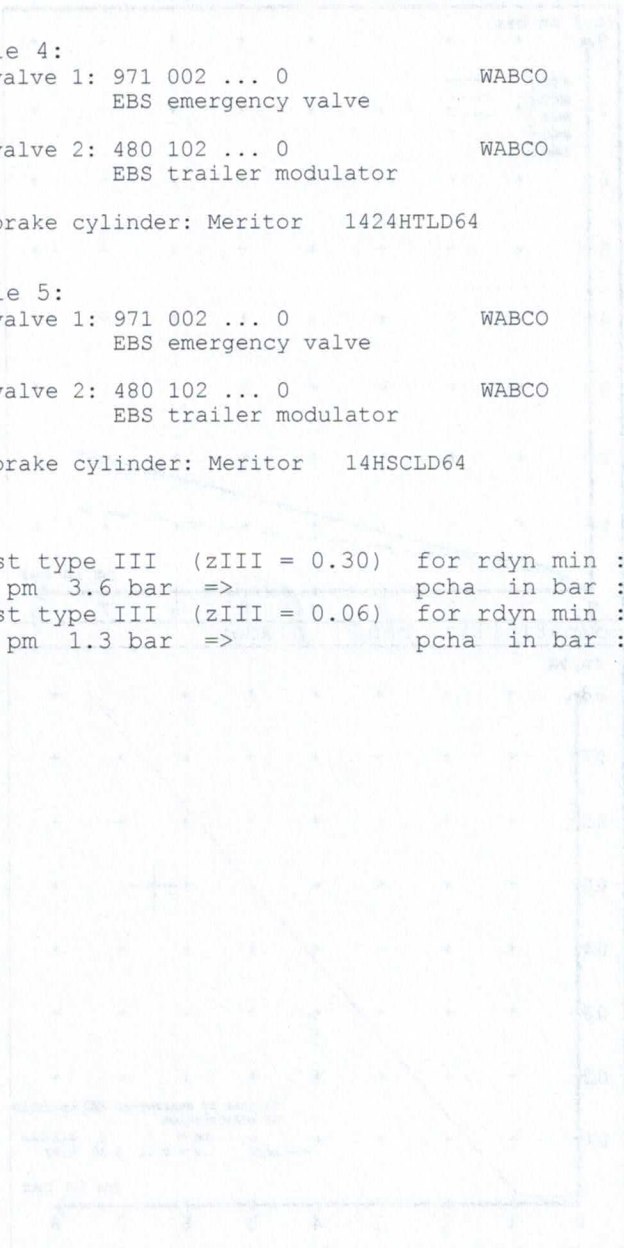 le 4:
valve 1: 971 002 ... 0 WABCO
EBS emergency valve
valve 2: 480 102 ... 0 WABCO
EBS trailer modulator
brake cylinder: Meritor 1424HTLD64
le 5:
valve 1: 971 002 ... 0 WABCO
EBS emergency valve
valve 2: 480 102 ... 0 WABCO
EBS trailer modulator
brake cylinder: Meritor 14HSCLD64
st type III (zIII = 0.30) for rdyn min :
pm 3.6 bar => pcha in bar :
st type III (zIII = 0.06) for rdyn min :
pm 1.3 bar => pcha in bar :